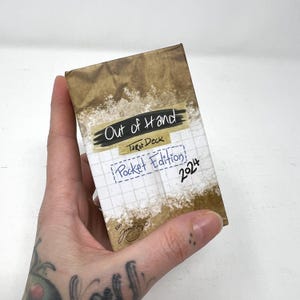 Out of Hand
Tarot Deck
Pocket Edition
2024